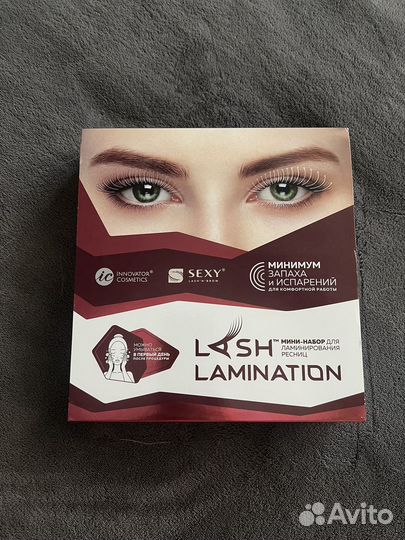 ic INNOVATOR® COSMETICS
S SEXY®
LASH'N'BROW
МИНИМУМ
ЗАПАХА
и ИСПАРЕНИЙ
ДЛЯ КОМФОРТНОЙ РАБОТЫ
МОЖНО
УМЫВАТЬСЯ
В ПЕРВЫЙ ДЕНЬ
ПОСЛЕ ПРОЦЕДУРЫ
LASH™
МИНИ-НАБОР ДЛЯ
ЛАМИНИРОВАНИЯ
РЕСНИЦ
LAMINATION
Avito